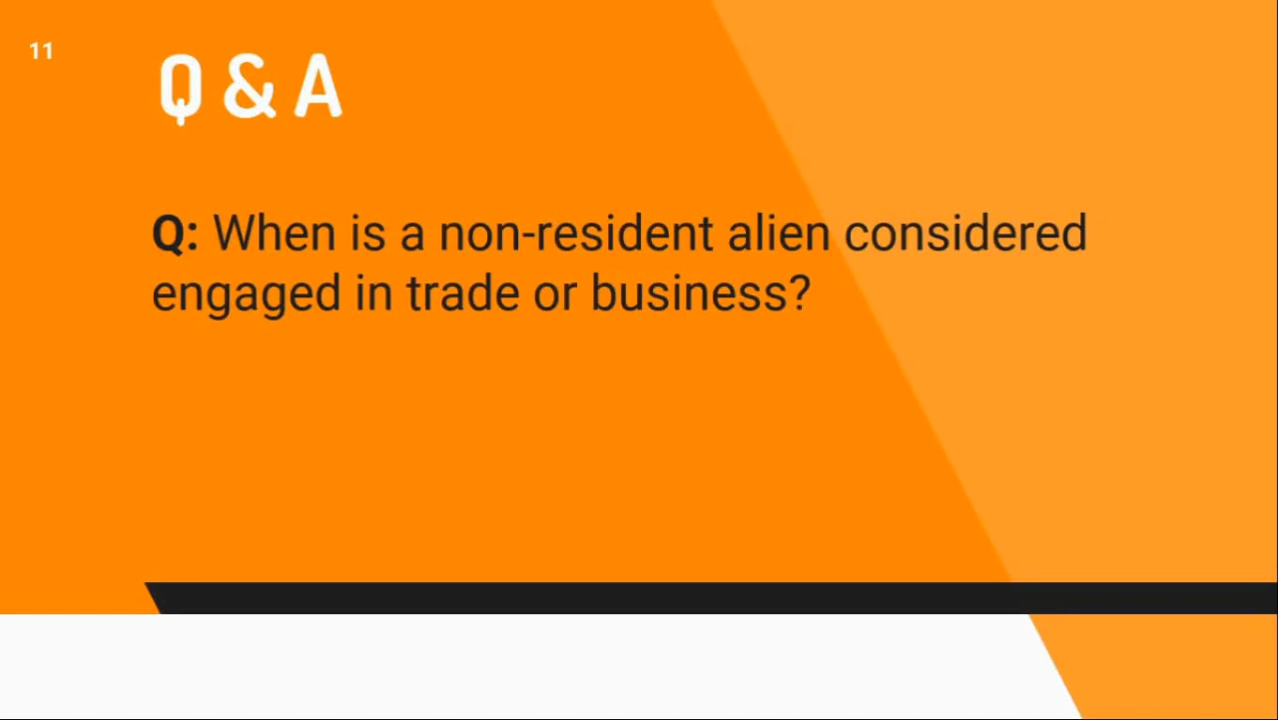 11
Q & A
Q: When is a non-resident alien considered
engaged in trade or business?